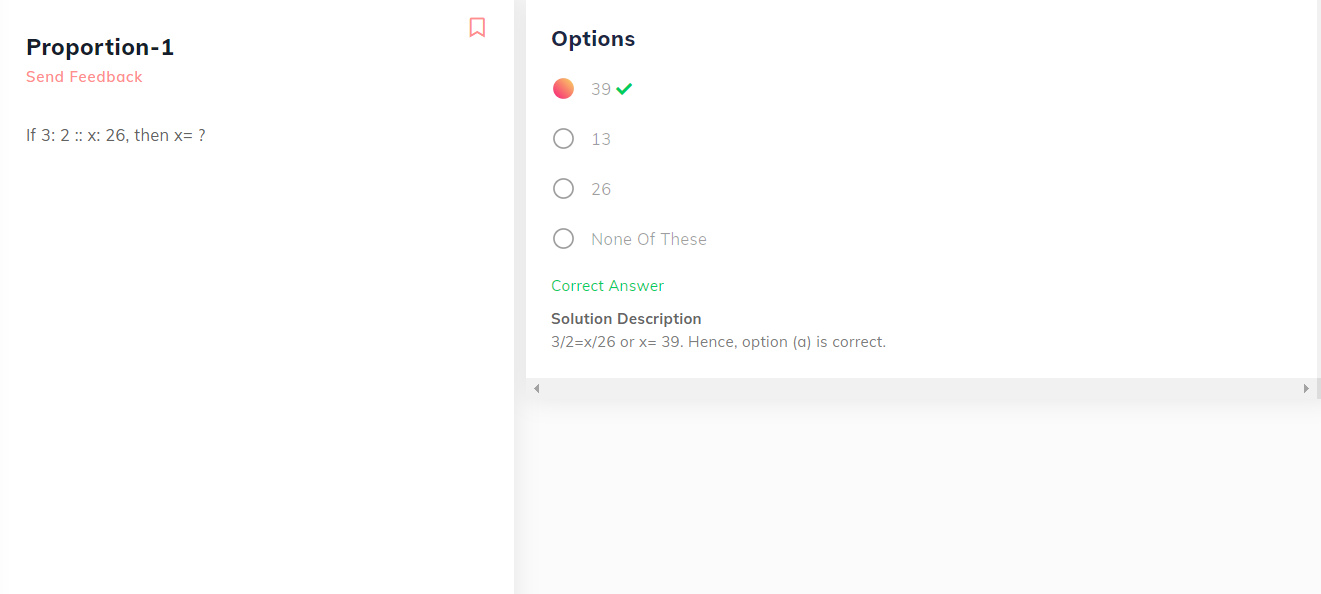 Proportion-1
Send Feedback
If 3: 2 :: x: 26, then x= ?
Options
39
13
26
None Of These
Correct Answer
Solution Description
3/2=x/26 or x= 39. Hence, option (a) is correct.